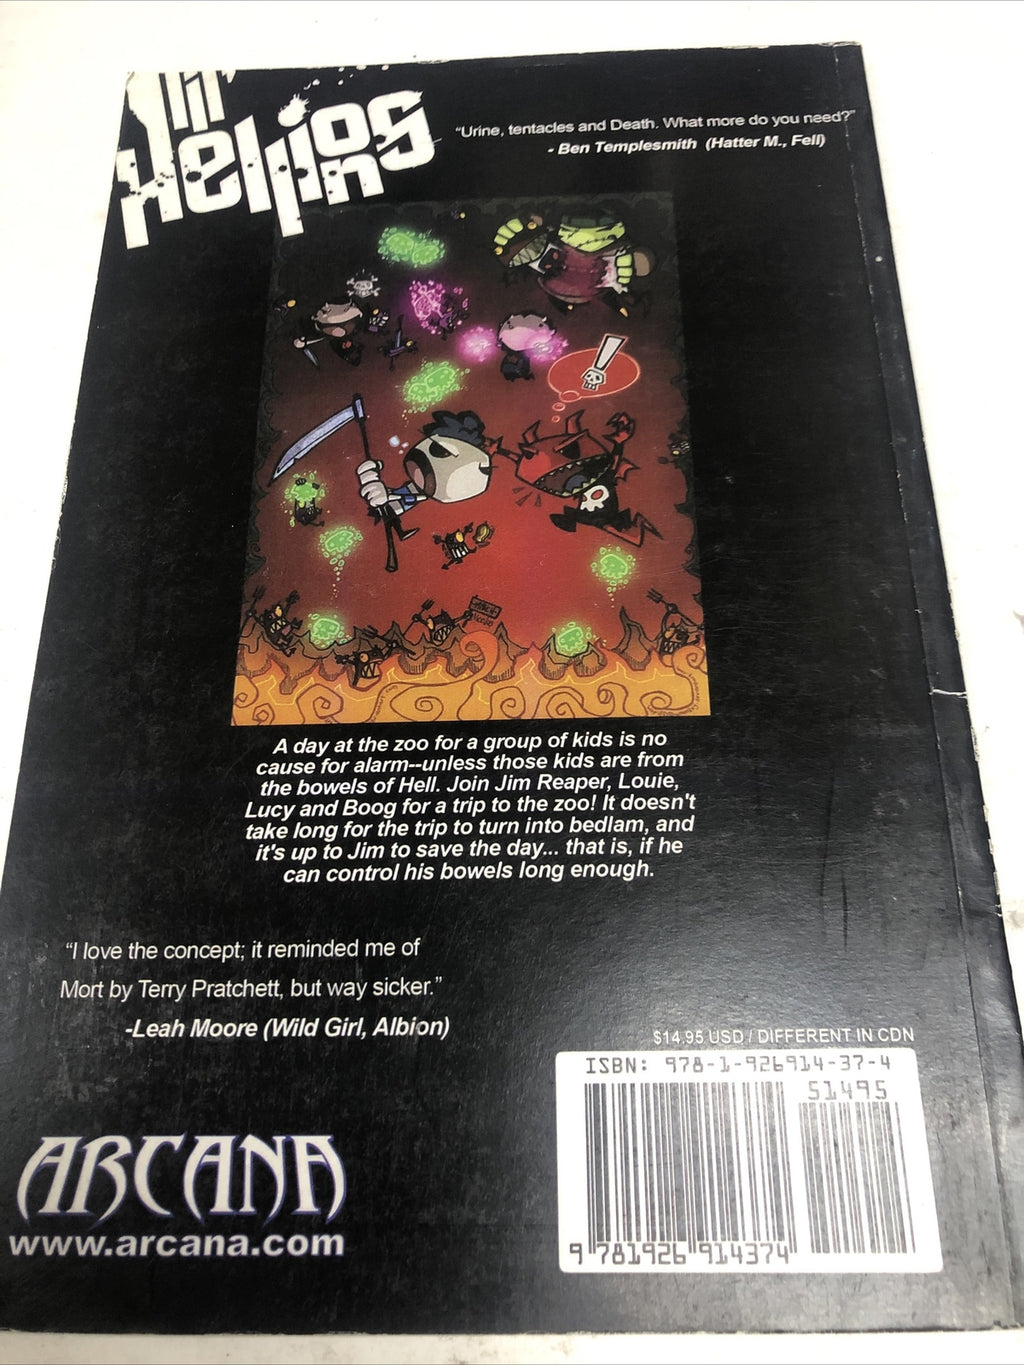 lil'
Hellions
“Urine, tentacles and Death. What more do you need?”
- Ben Templesmith (Hatter M., Fell)
A day at the zoo for a group of kids is no
cause for alarm--unless those kids are from
the bowels of Hell. Join Jim Reaper, Louie,
Lucy and Boog for a trip to the zoo! It doesn't
take long for the trip to turn into bedlam, and
it's up to Jim to save the day... that is, if he
can control his bowels long enough.
“I love the concept; it reminded me of
Mort by Terry Pratchett, but way sicker.”
-Leah Moore (Wild Girl, Albion)
$14.95 USD / DIFFERENT IN CDN
ISBN: 978-1-926914-37-4
51495
9 781926 914374
ARCANA
www.arcana.com